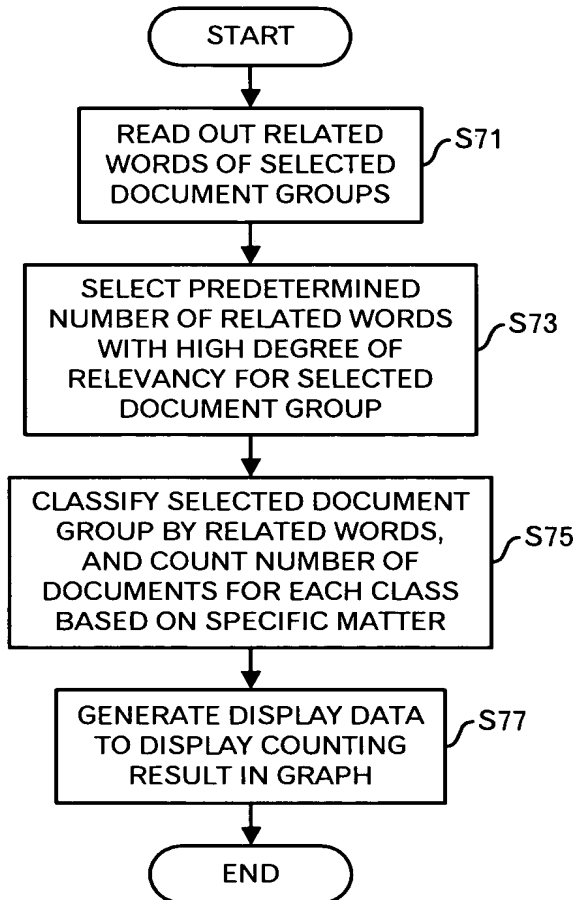 START
READ OUT RELATED
WORDS OF SELECTED
DOCUMENT GROUPS
S71
SELECT PREDETERMINED
NUMBER OF RELATED WORDS
WITH HIGH DEGREE OF
RELEVANCY FOR SELECTED
DOCUMENT GROUP
S73
CLASSIFY SELECTED DOCUMENT
GROUP BY RELATED WORDS,
AND COUNT NUMBER OF
DOCUMENTS FOR EACH CLASS
BASED ON SPECIFIC MATTER
S75
GENERATE DISPLAY DATA
TO DISPLAY COUNTING
RESULT IN GRAPH
S77
END